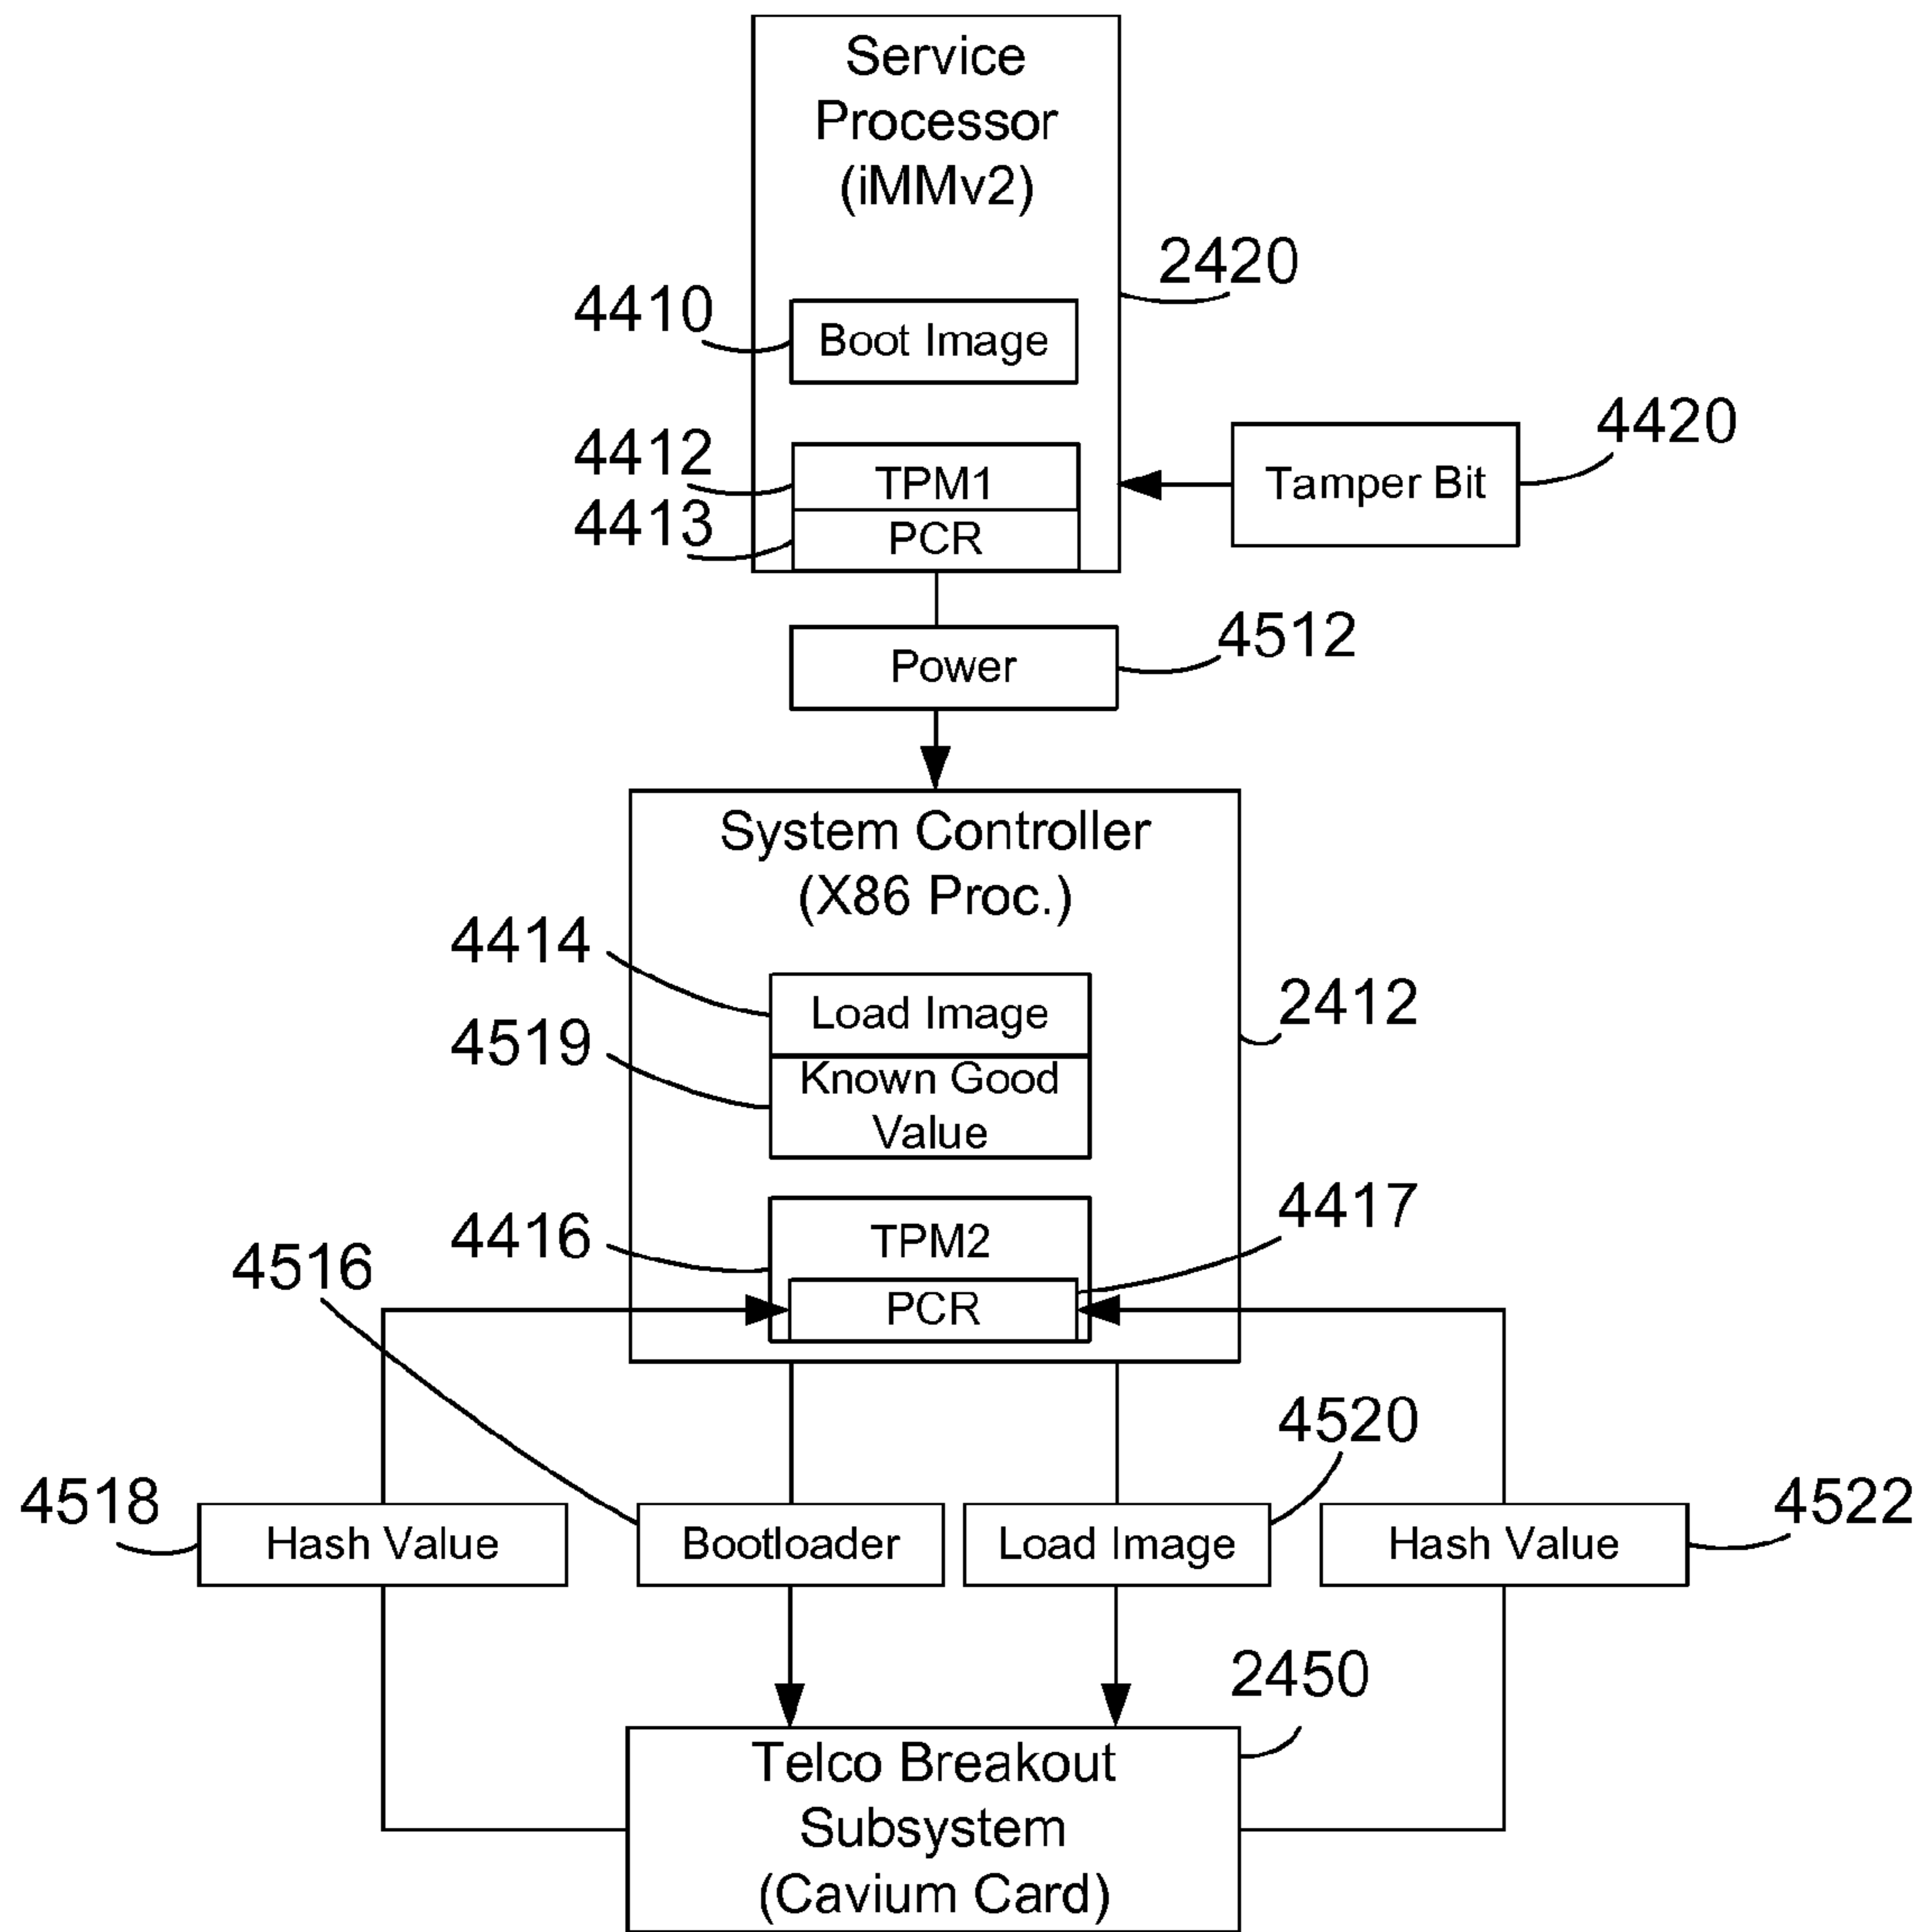 Service
Processor
(iMMv2)
2420
4410
Boot Image
4412
TPM1
4413
PCR
Tamper Bit
4420
Power
4512
System Controller
(X86 Proc.)
4414
Load Image
2412
4519
Known Good
Value
4416
TPM2
4417
4516
PCR
4520
4518
Hash Value
Bootloader
Load Image
Hash Value
4522
2450
Telco Breakout
Subsystem
(Cavium Card)